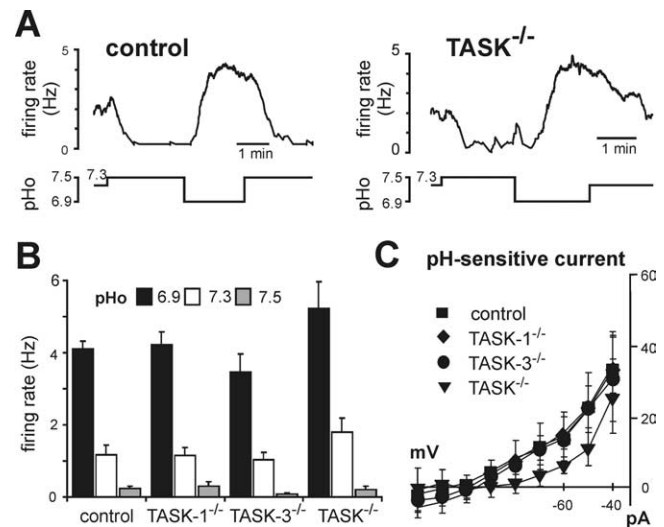 A
control
TASK-/-
firing rate
(Hz)
5
0
1 min
pHo
7.5
7.3
6.9
firing rate
(Hz)
5
0
1 min
pHo
7.5
7.3
6.9
B
6
4
2
0
firing rate
(Hz)
pHo 6.9 7.3 7.5
control TASK-1-/- TASK-3-/- TASK-/-
C
pH-sensitive current
control
TASK-1-/-
TASK-3-/-
TASK-/-
60
40
20
0
mV
-60 -40
pA